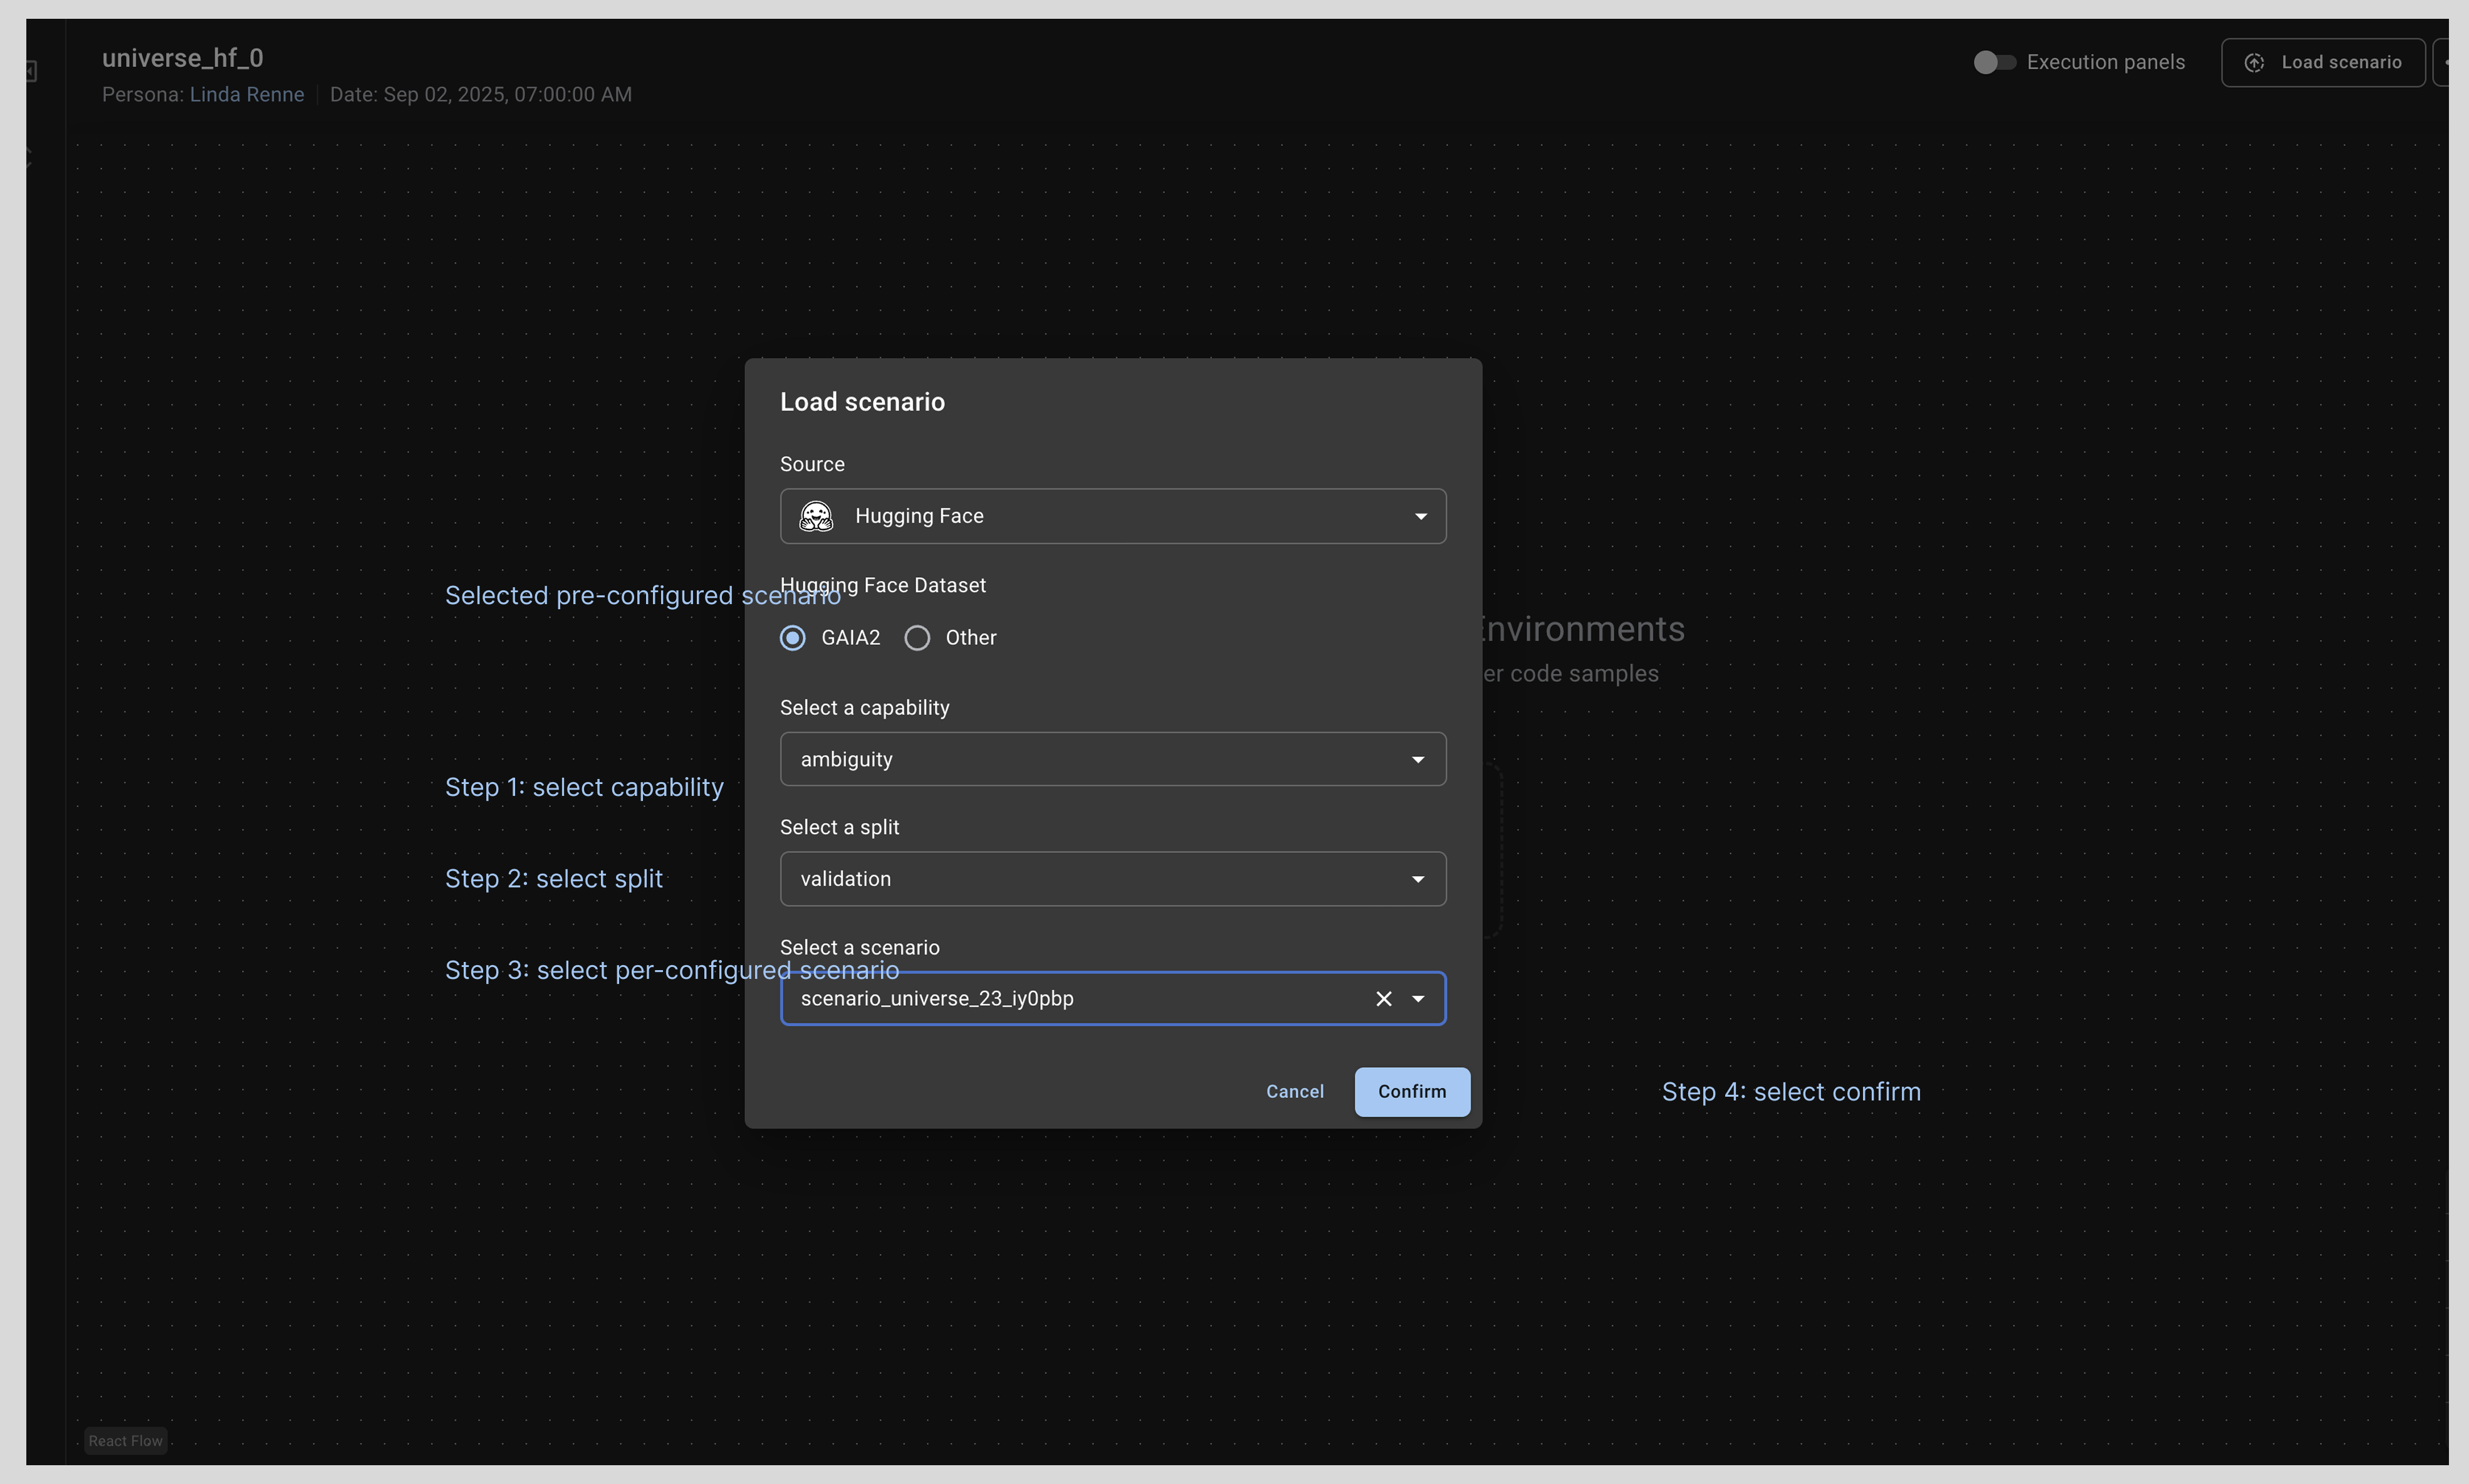 universe_hf_0
Persona: Linda Renne Date: Sep 02, 2025, 07:00:00 AM
Execution panels
Load scenario
Load scenario
Source
Hugging Face
Hugging Face Dataset
Selected pre-configured scenario
GAIA2 Other
nvironments
er code samples
Select a capability
ambiguity
Step 1: select capability
Select a split
validation
Step 2: select split
Select a scenario
Step 3: select per-configured scenario
scenario_universe_23_iy0pbp
Cancel Confirm
Step 4: select confirm
React Flow